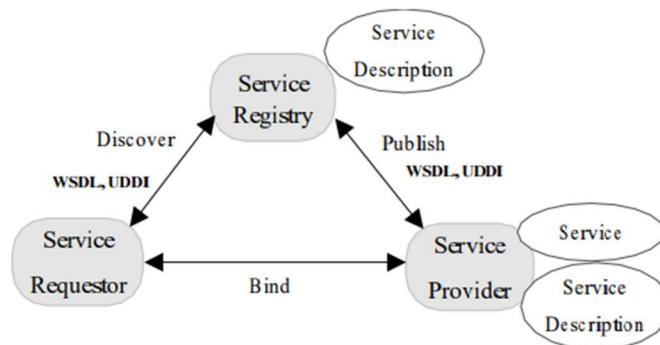 Service
Description
Service
Registry
Discover
Publish
WSDL, UDDI
WSDL, UDDI
Service
Requestor
Bind
Service
Provider
Service
Service
Description